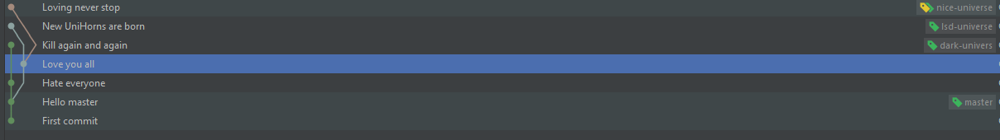 Loving never stop nice-universe
New UniHorns are born lsd-universe
Kill again and again dark-univers
Love you all
Hate everyone
Hello master master
First commit